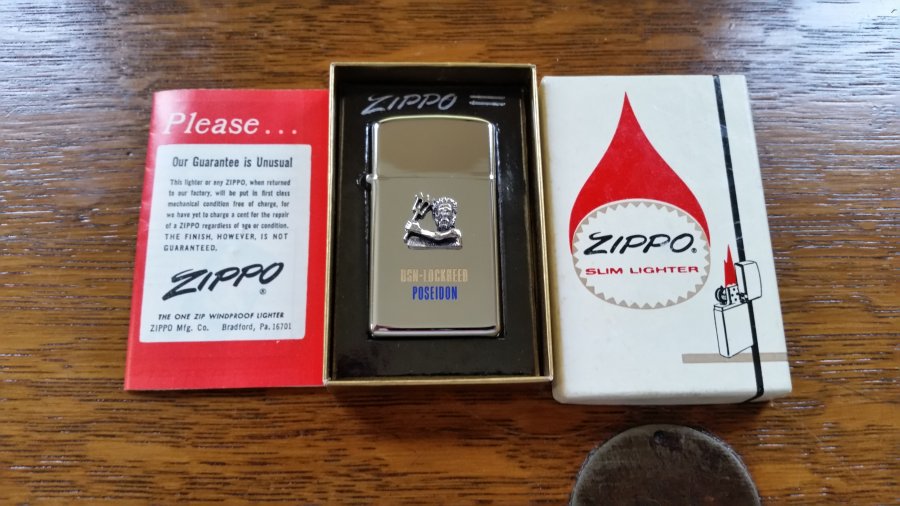 Please...
Our Guarantee is Unusual
This lighter or any ZIPPO, when returned
to our factory, will be put in first class
mechanical condition free of charge, for
we have yet to charge a cent for the repair
of a ZIPPO regardless of age or condition.
THE FINISH, HOWEVER, IS NOT
GUARANTEED.
ZIPPO®
THE ONE ZIP WINDPROOF LIGHTER
ZIPPO Mfg. Co. Bradford, Pa. 16701
ZIPPO
USN-LOCKHEED
POSEIDON
ZIPPO®
SLIM LIGHTER